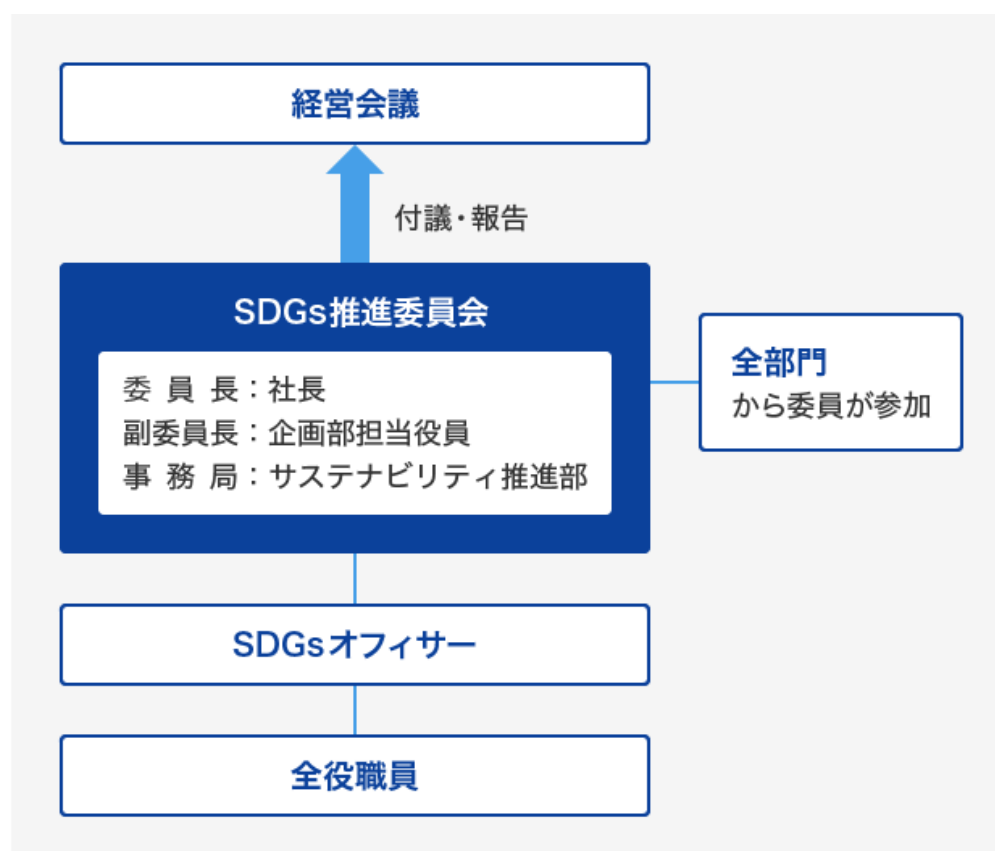 経営会議
付議・報告
SDGs推進委員会
委 員 長：社長
副委員長：企画部担当役員
事 務 局：サステナビリティ推進部
全部門
から委員が参加
SDGsオフィサー
全役職員